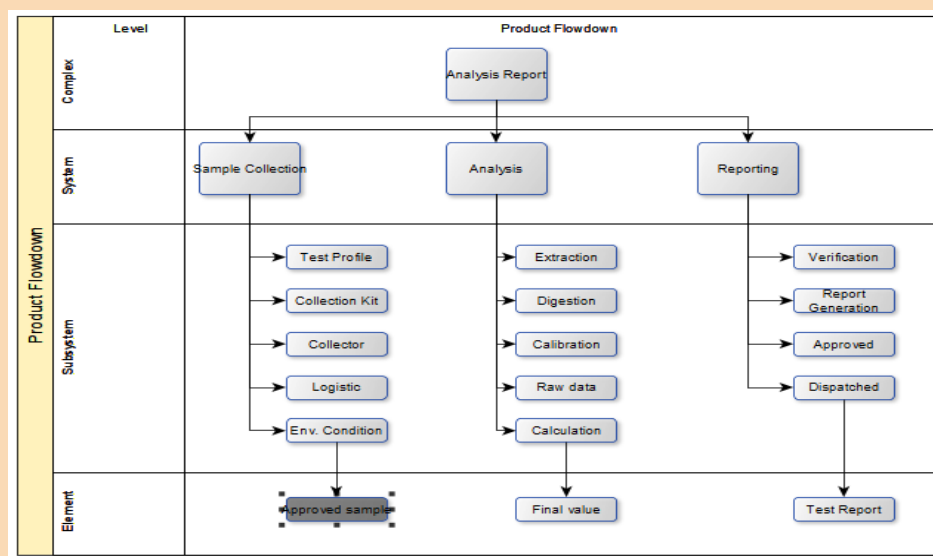 Level
Product Flowdown
Product Flowdown
Complex
Analysis Report
System
Sample Collection
Analysis
Reporting
Subsystem
Test Profile
Extraction
Verification
Collection Kit
Digestion
Report
Generation
Collector
Calibration
Approved
Logistic
Raw data
Dispatched
Env. Condition
Calculation
Element
Approved sample
Final value
Test Report